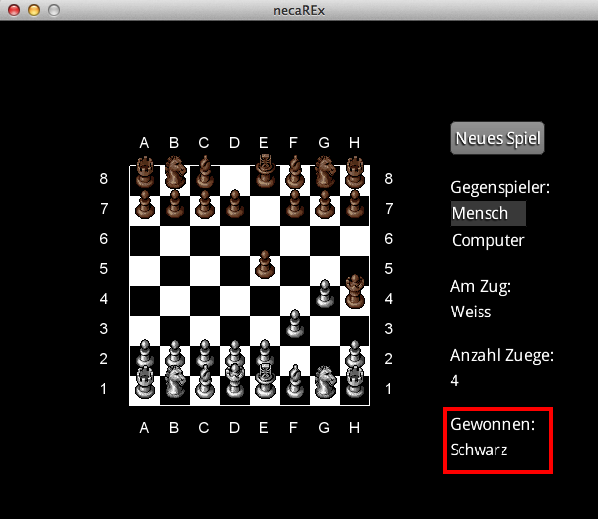 necaREx
A B C D E F G H
8 8
7 7
6 6
5 5
4 4
3 3
2 2
1 1
A B C D E F G H
Neues Spiel
Gegenspieler:
Mensch
Computer
Am Zug:
Weiss
Anzahl Zuege:
4
Gewonnen:
Schwarz